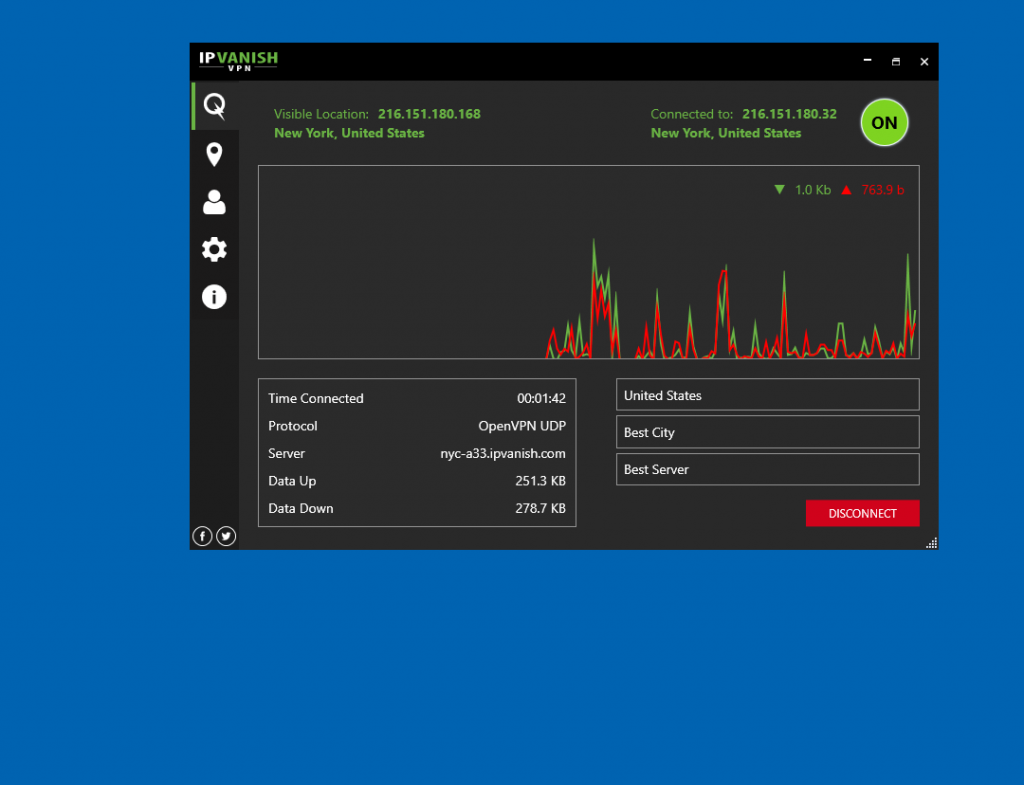 IPVANISH
VPN
Visible Location: 216.151.180.168
New York, United States
Connected to: 216.151.180.32
New York, United States
ON
▼ 1.0 Kb ▲ 763.9 b
Time Connected 00:01:42
Protocol OpenVPN UDP
Server nyc-a33.ipvanish.com
Data Up 251.3 KB
Data Down 278.7 KB
United States
Best City
Best Server
DISCONNECT